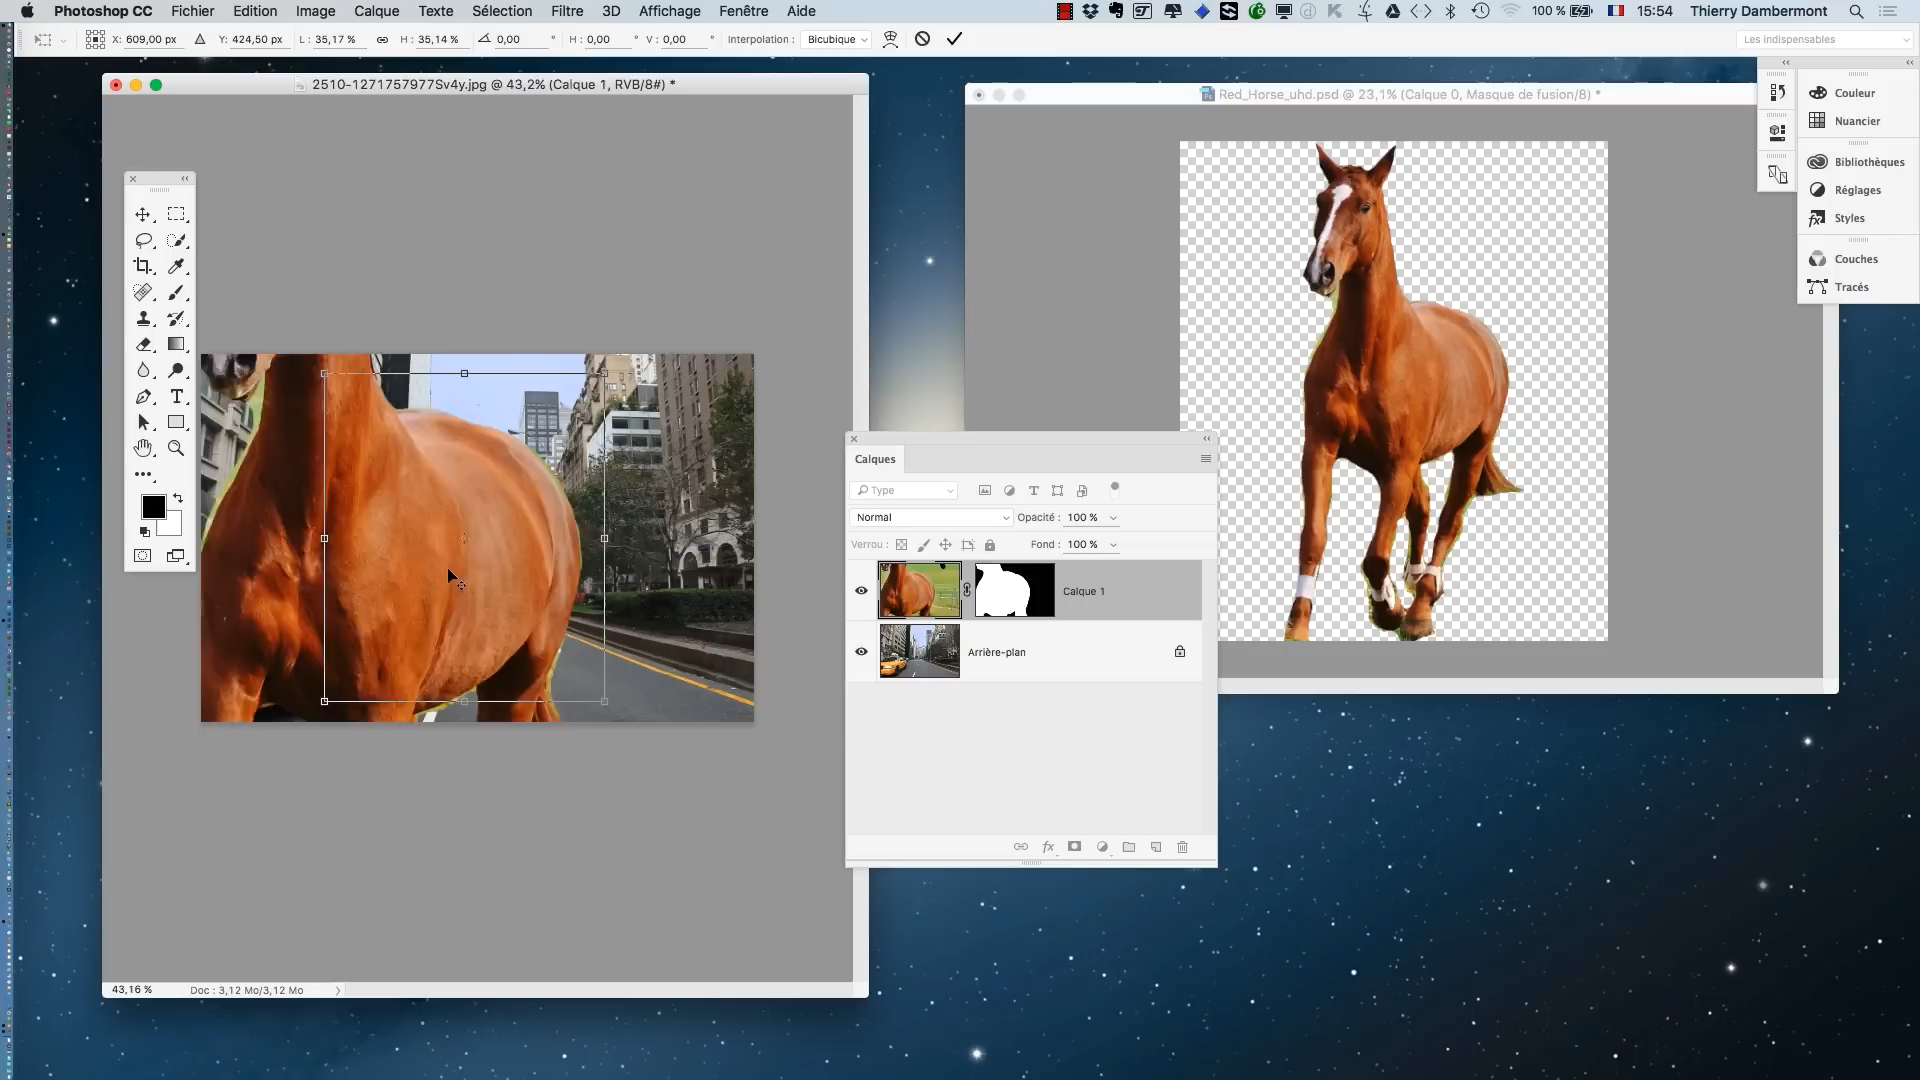 Photoshop CC Fichier Edition Image Calque Texte Sélection Filtre 3D Affichage Fenêtre Aide 100 % 15:54 Thierry Dambermont
X: 609,00 px Y: 424,50 px L: 35,17 % H: 35,14 % 0,00 ° H: 0,00 ° V: 0,00 ° Interpolation : Bicubique Les indispensables
2510-1271757977Sv4y.jpg @ 43,2% (Calque 1, RVB/8#) *
Red_Horse_uhd.psd @ 23,1% (Calque 0, Masque de fusion/8) *
Couleur
Nuancier
Bibliothèques
Réglages
Styles
Couches
Tracés
Calques
Type
Normal Opacité : 100 %
Verrou : Fond : 100 %
Calque 1
Arrière-plan
fx
43,16 % Doc : 3,12 Mo/3,12 Mo